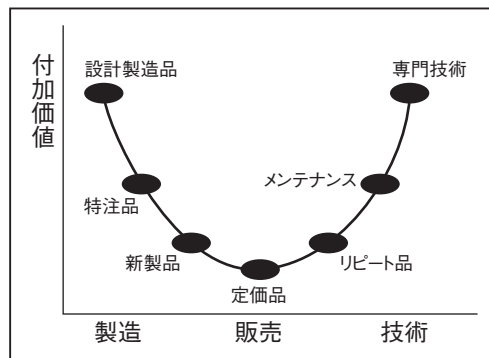 付加価値
設計製造品
専門技術
特注品
メンテナンス
新製品
リピート品
定価品
製造
販売
技術